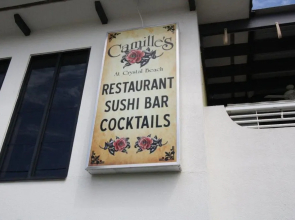 Camille's
At Crystal Beach
RESTAURANT
SUSHI BAR
COCKTAILS